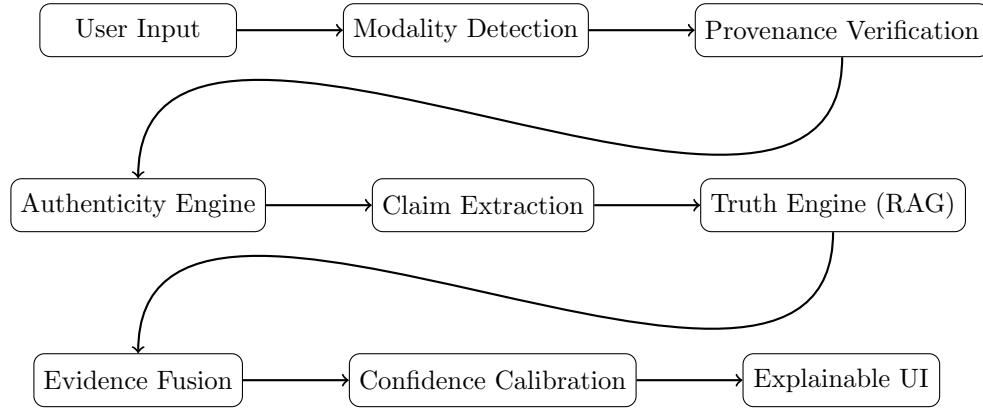 User Input
Modality Detection
Provenance Verification
Authenticity Engine
Claim Extraction
Truth Engine (RAG)
Evidence Fusion
Confidence Calibration
Explainable UI